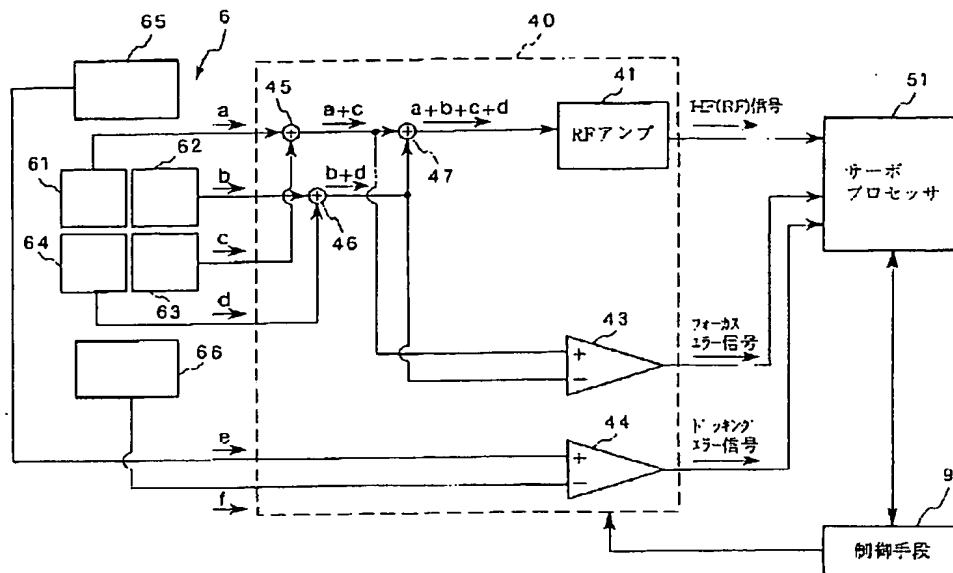 65
6
40
45
a+c
a+b+c+d
41
RFアンプ
HF(RF)信号
51
サーボ
プロセッサ
a
61
62
b
b+d
47
46
64
c
63
d
66
43
+
−
フォーカス
エラー信号
e
44
+
−
トッキング
エラー信号
f
9
制御手段